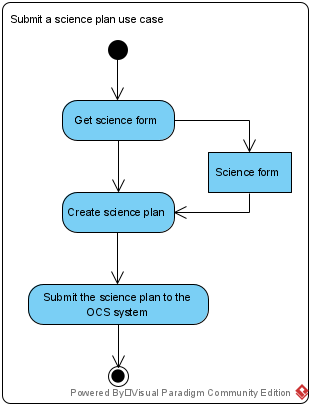 Submit a science plan use case
Get science form
Science form
Create science plan
Submit the science plan to the
OCS system
Powered By▯Visual Paradigm Community Edition